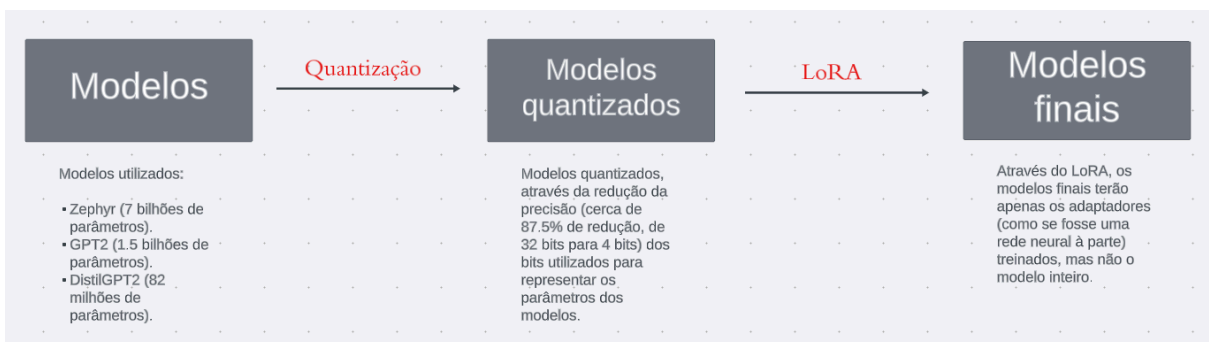 Modelos
Quantização
Modelos
quantizados
LoRA
Modelos
finais
Modelos utilizados:
▪ Zephyr (7 bilhões de
parâmetros).
▪ GPT2 (1.5 bilhões de
parâmetros).
▪ DistilGPT2 (82
milhões de
parâmetros).
Modelos quantizados,
através da redução da
precisão (cerca de
87.5% de redução, de
32 bits para 4 bits) dos
bits utilizados para
representar os
parâmetros dos
modelos.
Através do LoRA, os
modelos finais terão
apenas os adaptadores
(como se fosse uma
rede neural à parte)
treinados, mas não o
modelo inteiro.